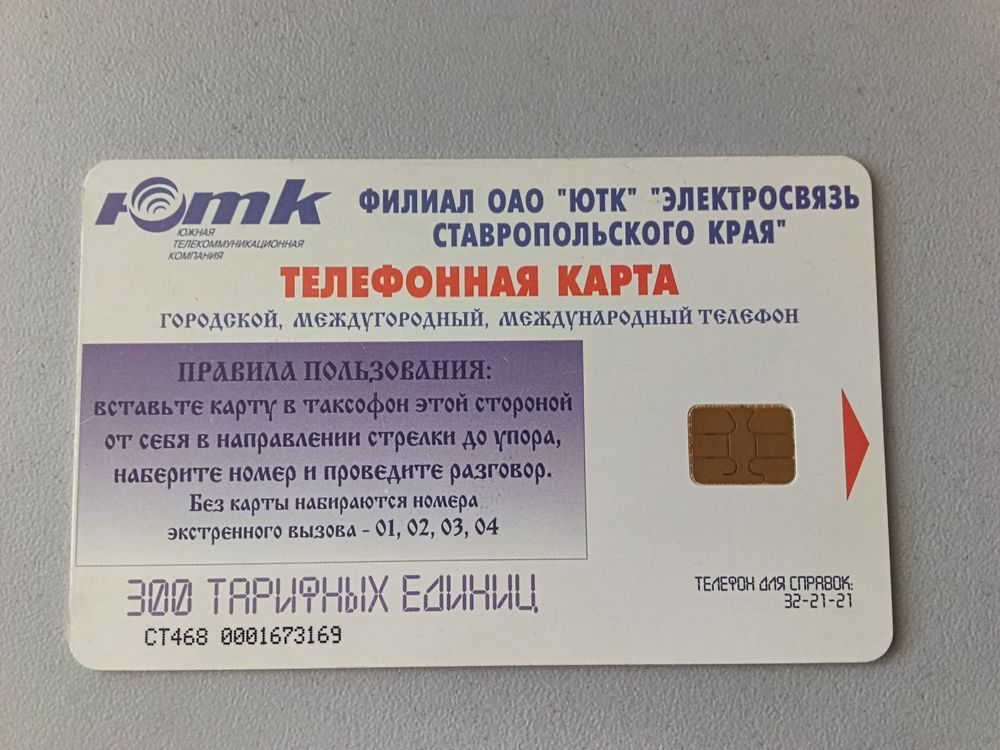 ЮТК
ЮЖНАЯ
ТЕЛЕКОММУНИКАЦИОННАЯ
КОМПАНИЯ
ФИЛИАЛ ОАО "ЮТК" "ЭЛЕКТРОСВЯЗЬ
СТАВРОПОЛЬСКОГО КРАЯ"
ТЕЛЕФОННАЯ КАРТА
ГОРОДСКОЙ, МЕЖДУГОРОДНЫЙ, МЕЖДУНАРОДНЫЙ ТЕЛЕФОН
ПРАВИЛА ПОЛЬЗОВАНИЯ:
ВСТАВЬТЕ КАРТУ В ТАКСОФОН ЭТОЙ СТОРОНОЙ
ОТ СЕБЯ В НАПРАВЛЕНИИ СТРЕЛКИ ДО УПОРА,
НАБЕРИТЕ НОМЕР И ПРОВЕДИТЕ РАЗГОВОР.
БЕЗ КАРТЫ НАБИРАЮТСЯ НОМЕРА
ЭКСТРЕННОГО ВЫЗОВА - 01, 02, 03, 04
300 ТАРИФНЫХ ЕДИНИЦ
СТ468 0001673169
ТЕЛЕФОН ДЛЯ СПРАВОК:
32-21-21